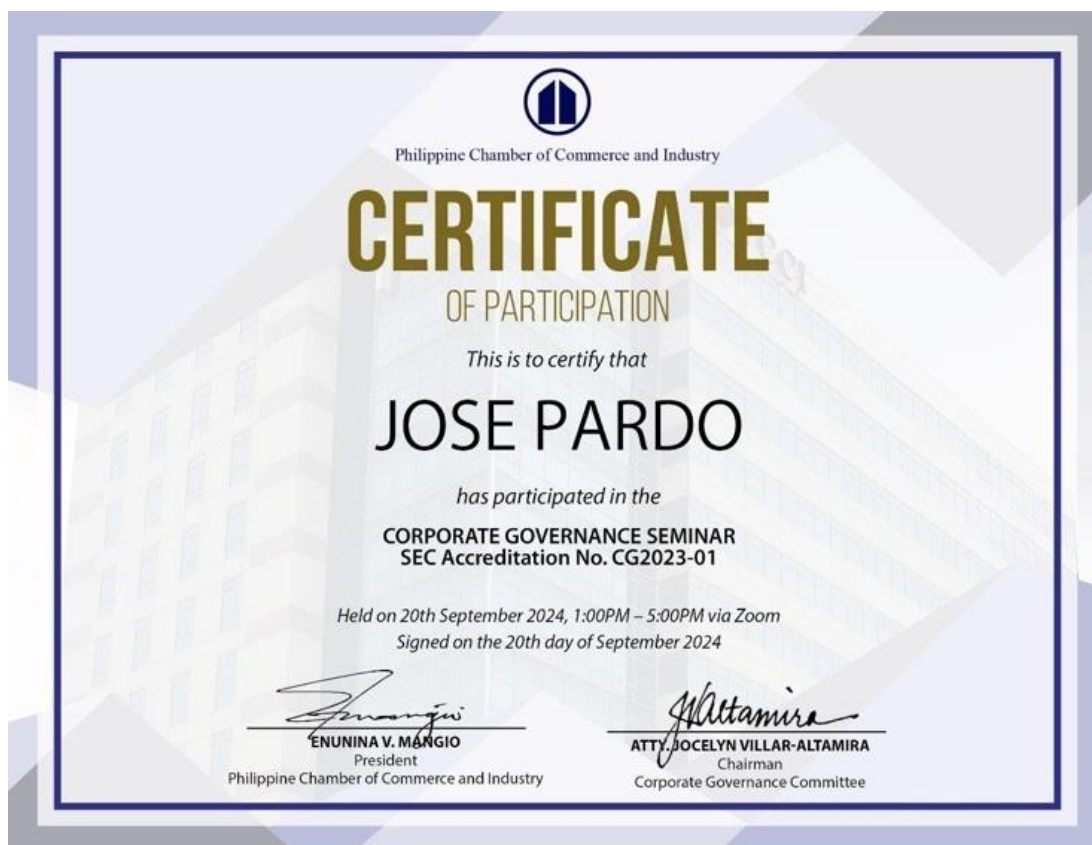 Philippine Chamber of Commerce and Industry
CERTIFICATE
OF PARTICIPATION
This is to certify that
JOSE PARDO
has participated in the
CORPORATE GOVERNANCE SEMINAR
SEC Accreditation No. CG2023-01
Held on 20th September 2024, 1:00PM – 5:00PM via Zoom
Signed on the 20th day of September 2024
ENUNINA V. MANGIO
President
Philippine Chamber of Commerce and Industry
ATTY. JOCELYN VILLAR-ALTAMIRA
Chairman
Corporate Governance Committee